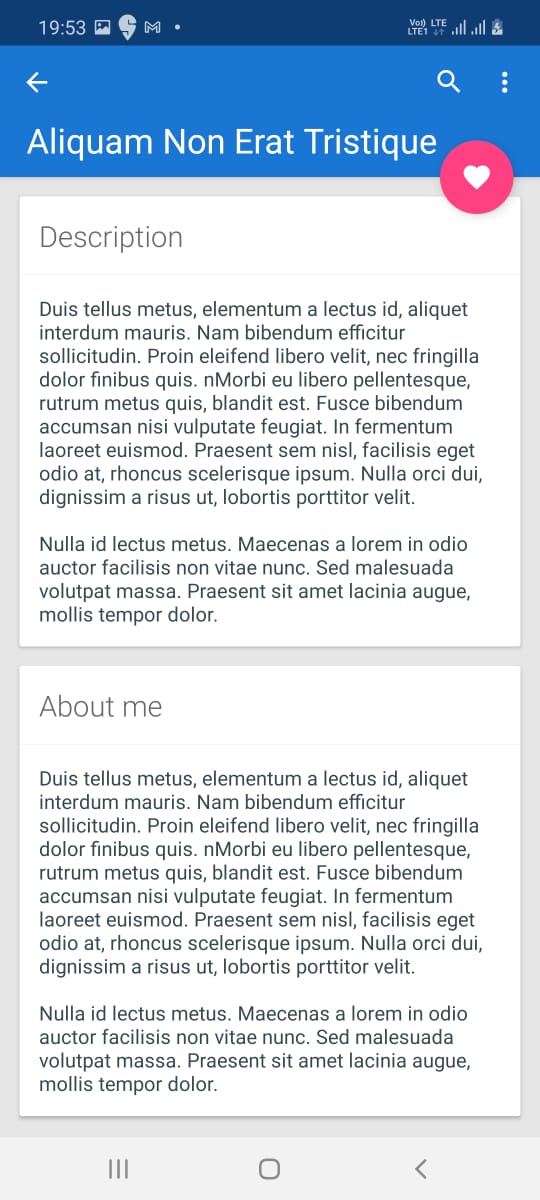 19:53
Vo)) LTE
LTE1
Aliquam Non Erat Tristique
Description
Duis tellus metus, elementum a lectus id, aliquet
interdum mauris. Nam bibendum efficitur
sollicitudin. Proin eleifend libero velit, nec fringilla
dolor finibus quis. nMorbi eu libero pellentesque,
rutrum metus quis, blandit est. Fusce bibendum
accumsan nisi vulputate feugiat. In fermentum
laoreet euismod. Praesent sem nisl, facilisis eget
odio at, rhoncus scelerisque ipsum. Nulla orci dui,
dignissim a risus ut, lobortis porttitor velit.
Nulla id lectus metus. Maecenas a lorem in odio
auctor facilisis non vitae nunc. Sed malesuada
volutpat massa. Praesent sit amet lacinia augue,
mollis tempor dolor.
About me
Duis tellus metus, elementum a lectus id, aliquet
interdum mauris. Nam bibendum efficitur
sollicitudin. Proin eleifend libero velit, nec fringilla
dolor finibus quis. nMorbi eu libero pellentesque,
rutrum metus quis, blandit est. Fusce bibendum
accumsan nisi vulputate feugiat. In fermentum
laoreet euismod. Praesent sem nisl, facilisis eget
odio at, rhoncus scelerisque ipsum. Nulla orci dui,
dignissim a risus ut, lobortis porttitor velit.
Nulla id lectus metus. Maecenas a lorem in odio
auctor facilisis non vitae nunc. Sed malesuada
volutpat massa. Praesent sit amet lacinia augue,
mollis tempor dolor.